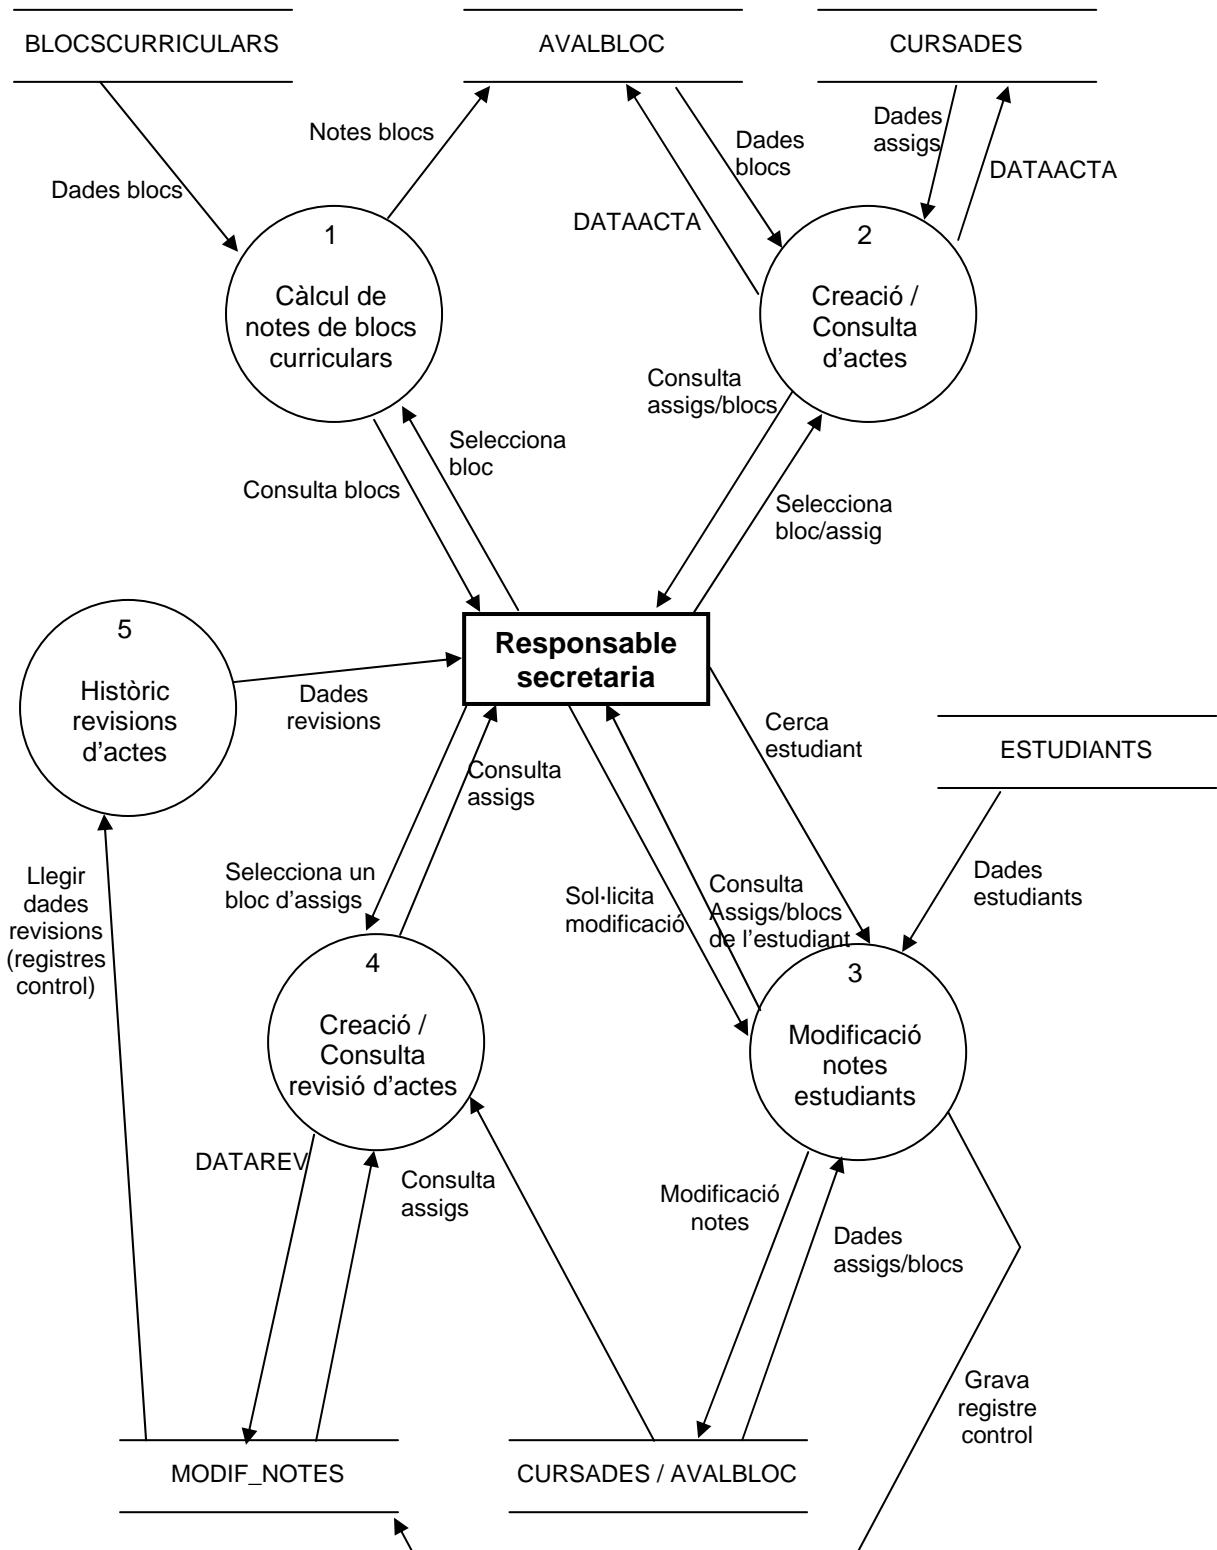 BLOCSCURRICULARS
AVALBLOC
CURSADES
Notes blocs
Dades blocs
Dades
blocs
DATAACTA
Dades
assigs
DATAACTA
1
Càlcul de
notes de blocs
curriculars
2
Creació /
Consulta
d'actes
Consulta
assigs/blocs
Selecciona
bloc
Consulta blocs
Selecciona
bloc/assig
Responsable
secretaria
5
Històric
revisions
d'actes
Dades
revisions
Cerca
estudiant
ESTUDIANTS
Consulta
assigs
Selecciona un
bloc d'assigs
Sol·licita
modificació
Consulta
Assigs/blocs
de l'estudiant
Dades
estudiants
Llegir
dades
revisions
(registres
control)
4
Creació /
Consulta
revisió d'actes
3
Modificació
notes
estudiants
DATAREV
Consulta
assigs
Modificació
notes
Dades
assigs/blocs
Grava
registre
control
MODIF_NOTES
CURSADES / AVALBLOC